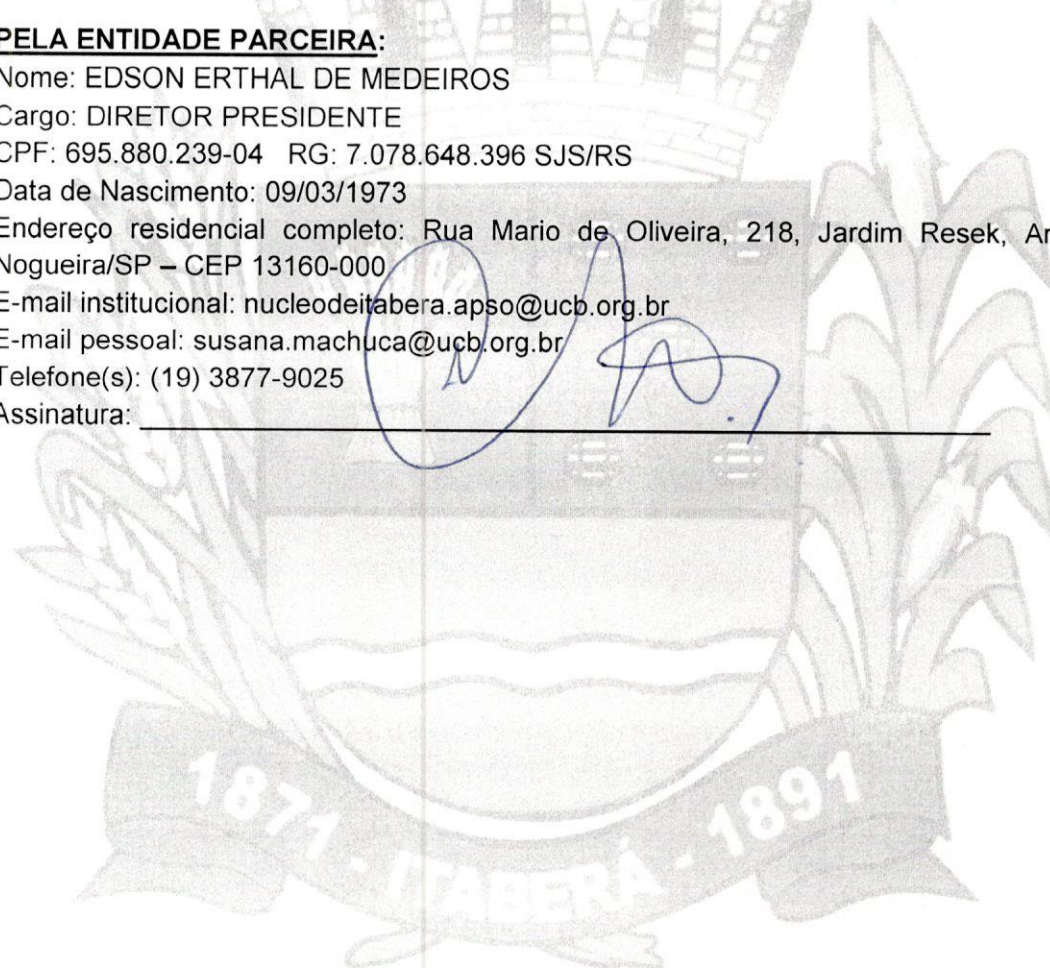 PELA ENTIDADE PARCEIRA:
Nome: EDSON ERTHAL DE MEDEIROS
Cargo: DIRETOR PRESIDENTE
CPF: 695.880.239-04 RG: 7.078.648.396 SJS/RS
Data de Nascimento: 09/03/1973
Endereço residencial completo: Rua Mario de Oliveira, 218, Jardim Resek, Ar
Nogueira/SP – CEP 13160-000
E-mail institucional: nucleodeitabera.apso@ucb.org.br
E-mail pessoal: susana.machuca@ucb.org.br
Telefone(s): (19) 3877-9025
Assinatura:
1871 - ITABERÁ - 1891